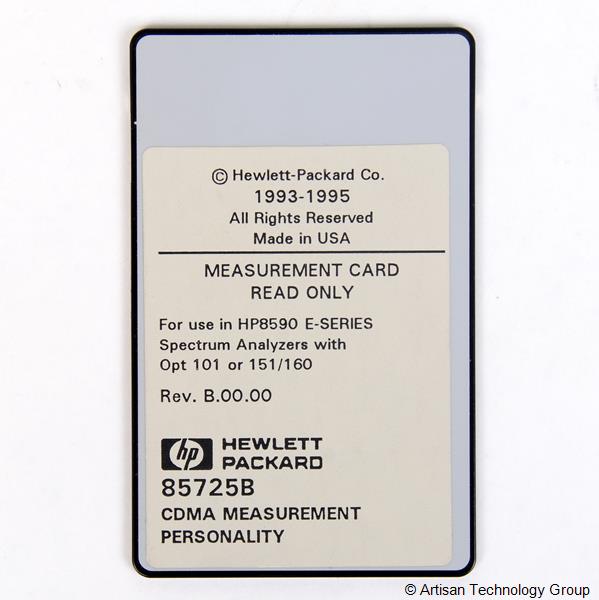 © Hewlett-Packard Co.
1993-1995
All Rights Reserved
Made in USA
MEASUREMENT CARD
READ ONLY
For use in HP8590 E-SERIES
Spectrum Analyzers with
Opt 101 or 151/160
Rev. B.00.00
hp HEWLETT
PACKARD
85725B
CDMA MEASUREMENT
PERSONALITY
© Artisan Technology Group